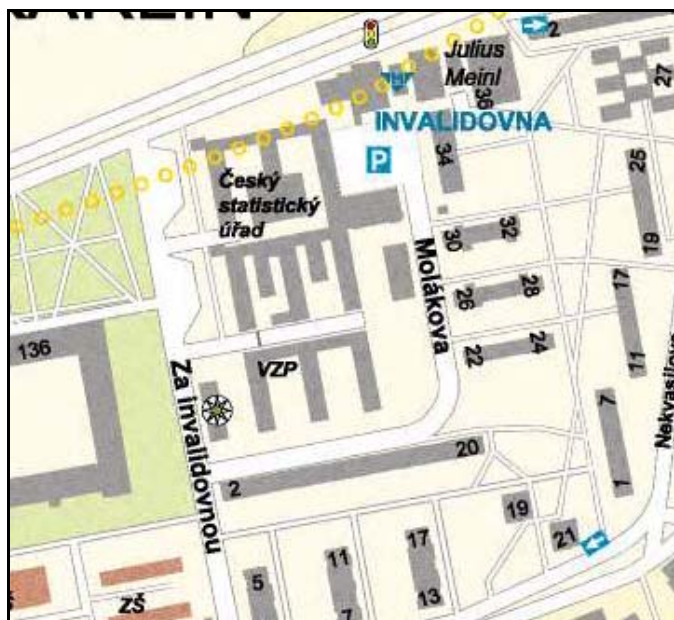 KARLÍN
2
Julius
Meinl
27
36
INVALIDOVNA
P
34
25
Český
statistický
úřad
32
30
19
Molákova
28
26
17
136
24
22
VZP
11
Za invalidovnou
7
20
2
1
19
21
17
11
5
13
7
ZŠ